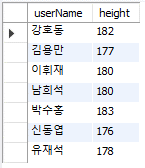 userName height
강호동 182
김용만 177
이휘재 180
남희석 180
박수홍 183
신동엽 176
유재석 178